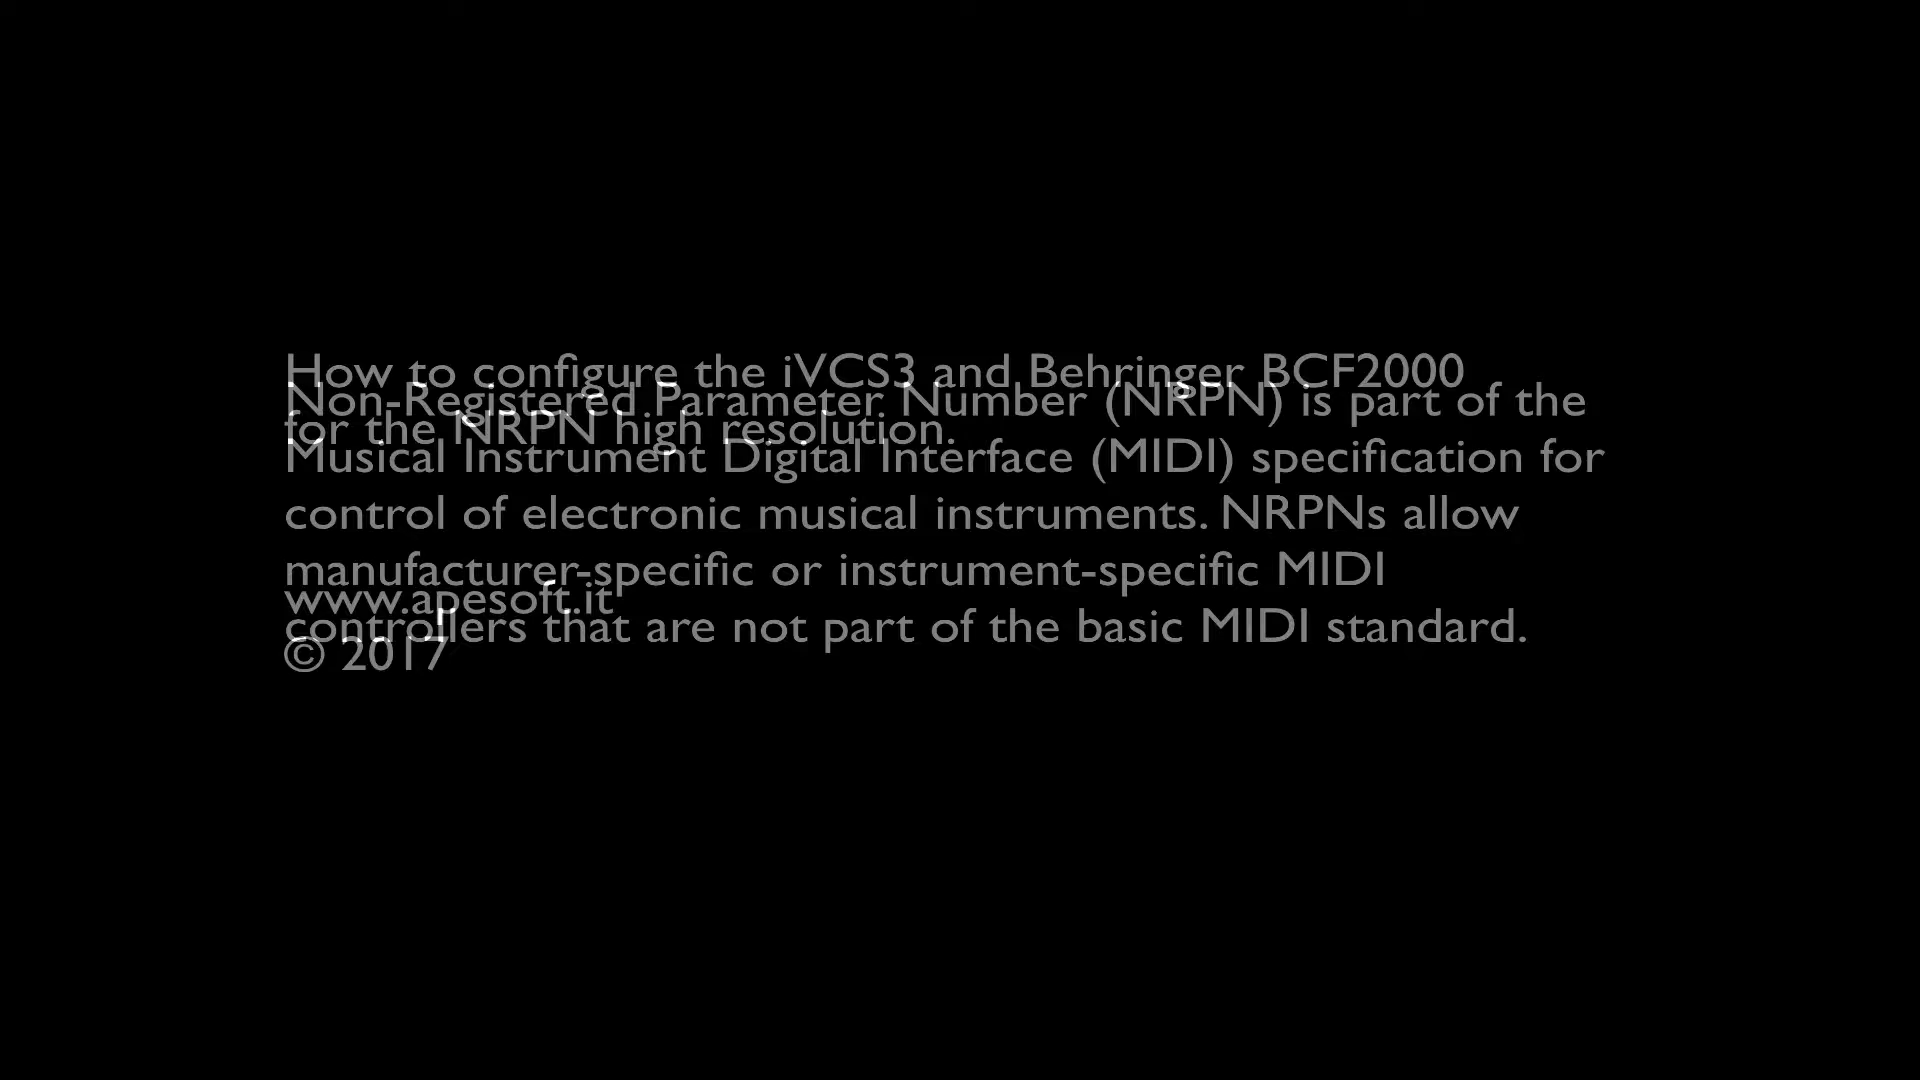 How to configure the iVCS3 and Behringer BCF2000
for the NRPN high resolution.
www.apesoft.it
© 2017
Non-Registered Parameter Number (NRPN) is part of the
Musical Instrument Digital Interface (MIDI) specification for
control of electronic musical instruments. NRPNs allow
manufacturer-specific or instrument-specific MIDI
controllers that are not part of the basic MIDI standard.